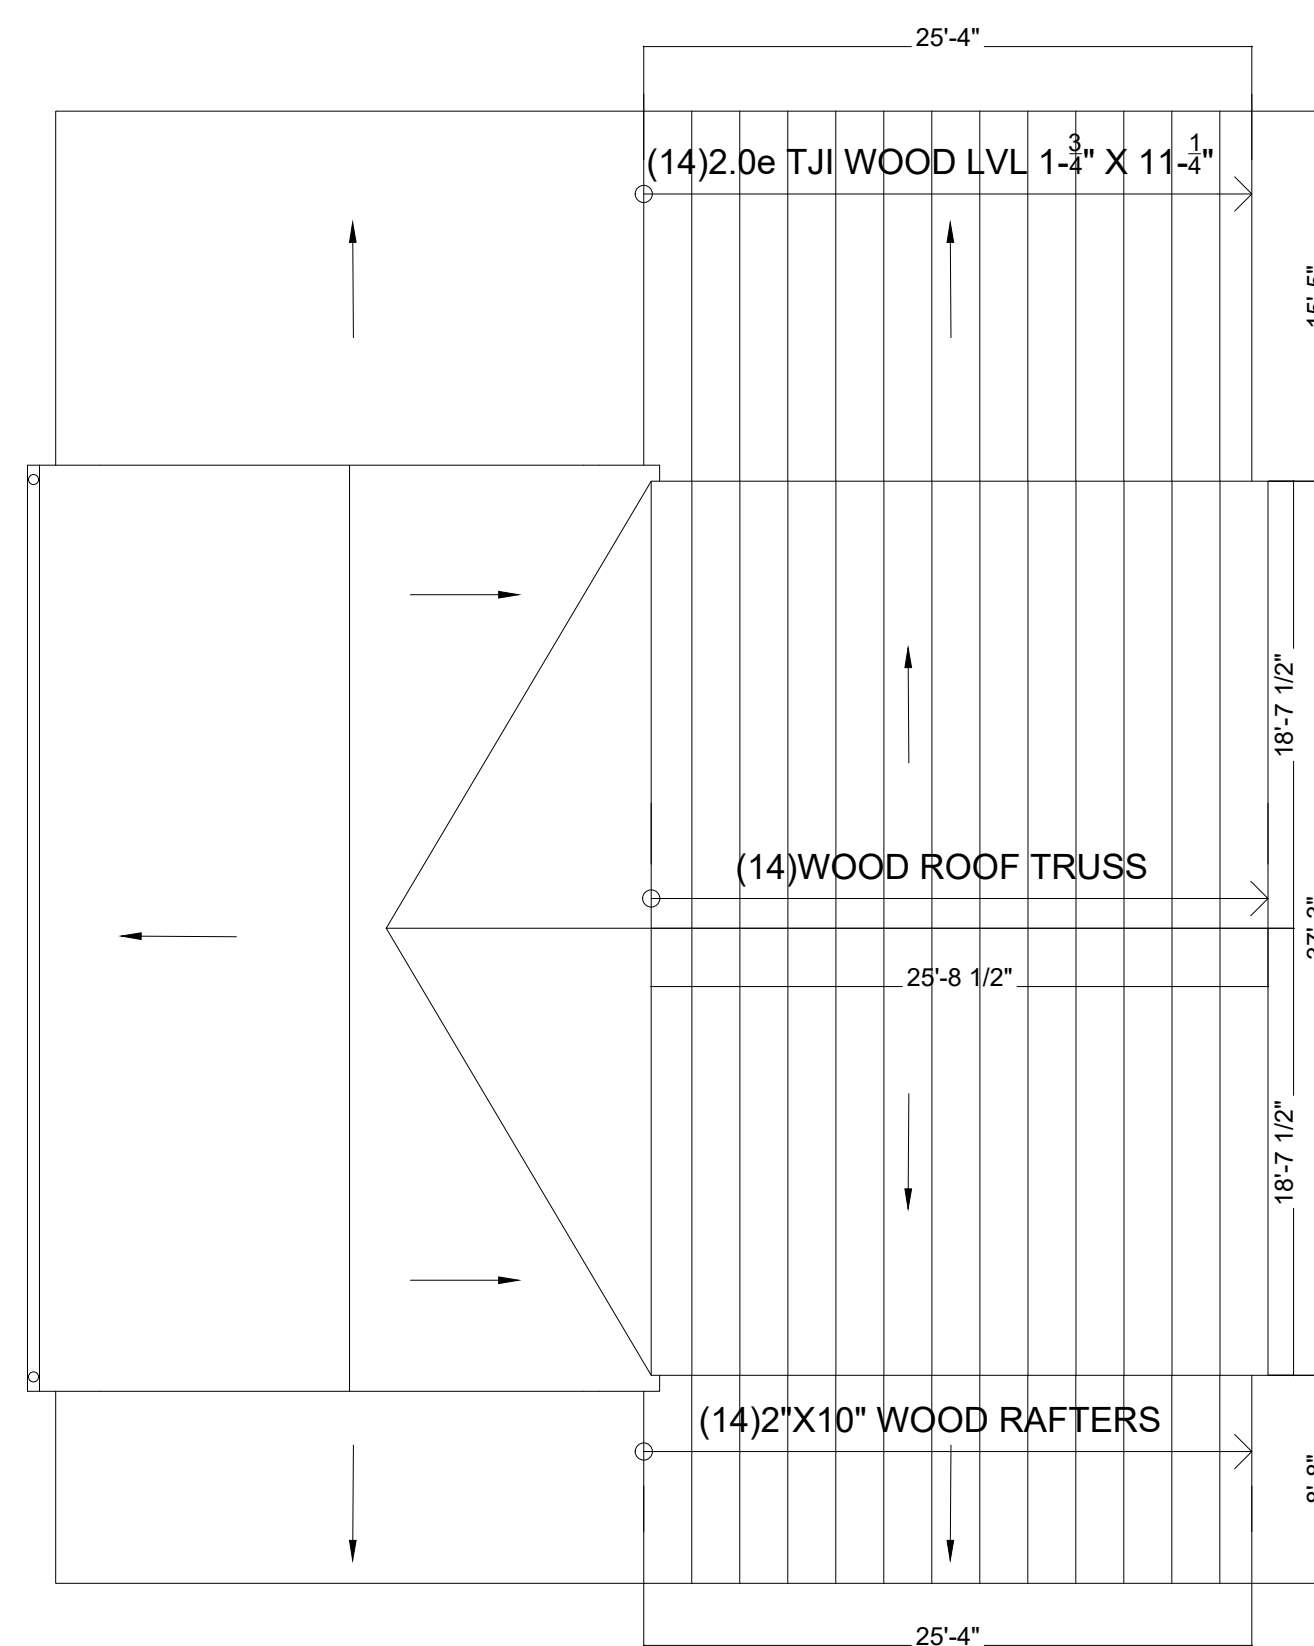 25'-4"
(14)2.0e TJI WOOD LVL 1-3/4" X 11-1/4"
18'-7 1/2"
(14)WOOD ROOF TRUSS
25'-8 1/2"
18'-7 1/2"
(14)2"X10" WOOD RAFTERS
25'-4"